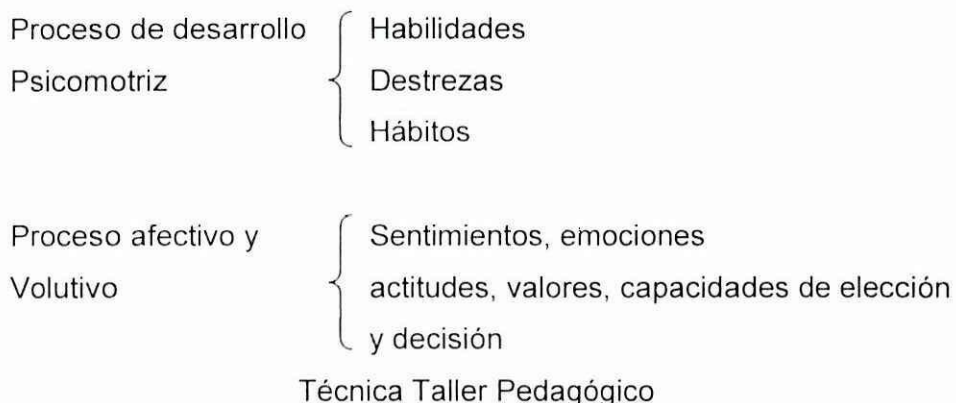 Proceso de desarrollo Habilidades
Psicomotriz Destrezas
Hábitos
Proceso afectivo y Sentimientos, emociones
Volutivo actitudes, valores, capacidades de elección
y decisión
Técnica Taller Pedagógico